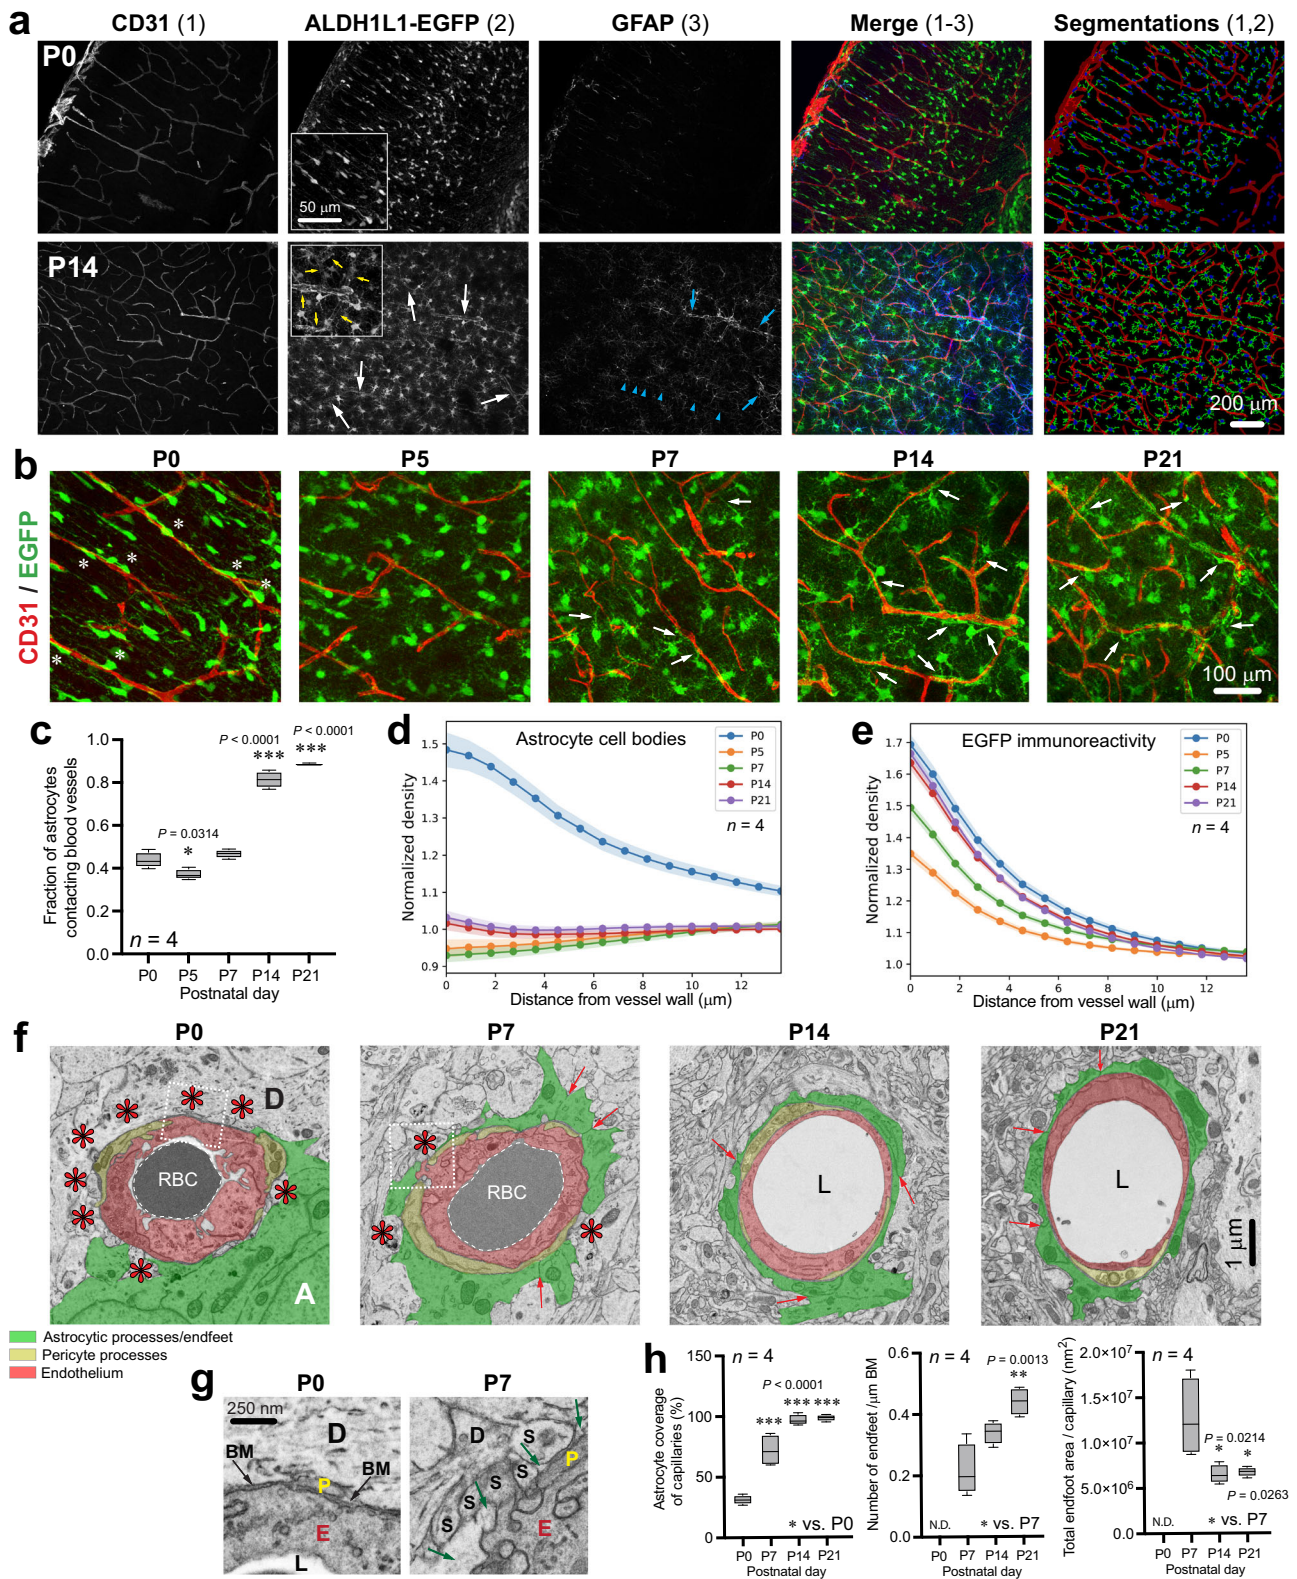 a
CD31 (1)
ALDH1L1-EGFP (2)
GFAP (3)
Merge (1-3)
Segmentations (1,2)
P0
50 μm
P14
200 μm
b
P0
P5
P7
P14
P21
CD31 / EGFP
* * * * * * *
100 μm
c
Fraction of astrocytes
contacting blood vessels
1.0
0.8
0.6
0.4
0.2
0.0
P < 0.0001
P < 0.0001
*** ***
P = 0.0314
*
n = 4
P0 P5 P7 P14 P21
Postnatal day
d
Normalized density
1.5
1.4
1.3
1.2
1.1
1.0
0.9
Astrocyte cell bodies
P0
P5
P7
P14
P21
n = 4
0 2 4 6 8 10 12
Distance from vessel wall (μm)
e
Normalized density
1.7
1.6
1.5
1.4
1.3
1.2
1.1
1.0
EGFP immunoreactivity
P0
P5
P7
P14
P21
n = 4
0 2 4 6 8 10 12
Distance from vessel wall (μm)
f
P0
P7
P14
P21
D
RBC
A
RBC
L
L
1 μm
Astrocytic processes/endfeet
Pericyte processes
Endothelium
g
P0
P7
250 nm
D
BM
P
BM
E
L
D
S
S
S
S
S
P
E
h
Astrocyte coverage
of capillaries (%)
150
100
50
0
n = 4
P < 0.0001
*** *** ***
* vs. P0
P0 P7 P14 P21
Postnatal day
Number of endfeet /μm BM
0.6
0.4
0.2
0.0
n = 4
P = 0.0013
**
N.D.
* vs. P7
P0 P7 P14 P21
Postnatal day
Total endfoot area / capillary (nm²)
2.0×10⁷
1.5×10⁷
1.0×10⁷
5.0×10⁶
0.0
n = 4
P = 0.0214
* *
P = 0.0263
N.D.
* vs. P7
P0 P7 P14 P21
Postnatal day